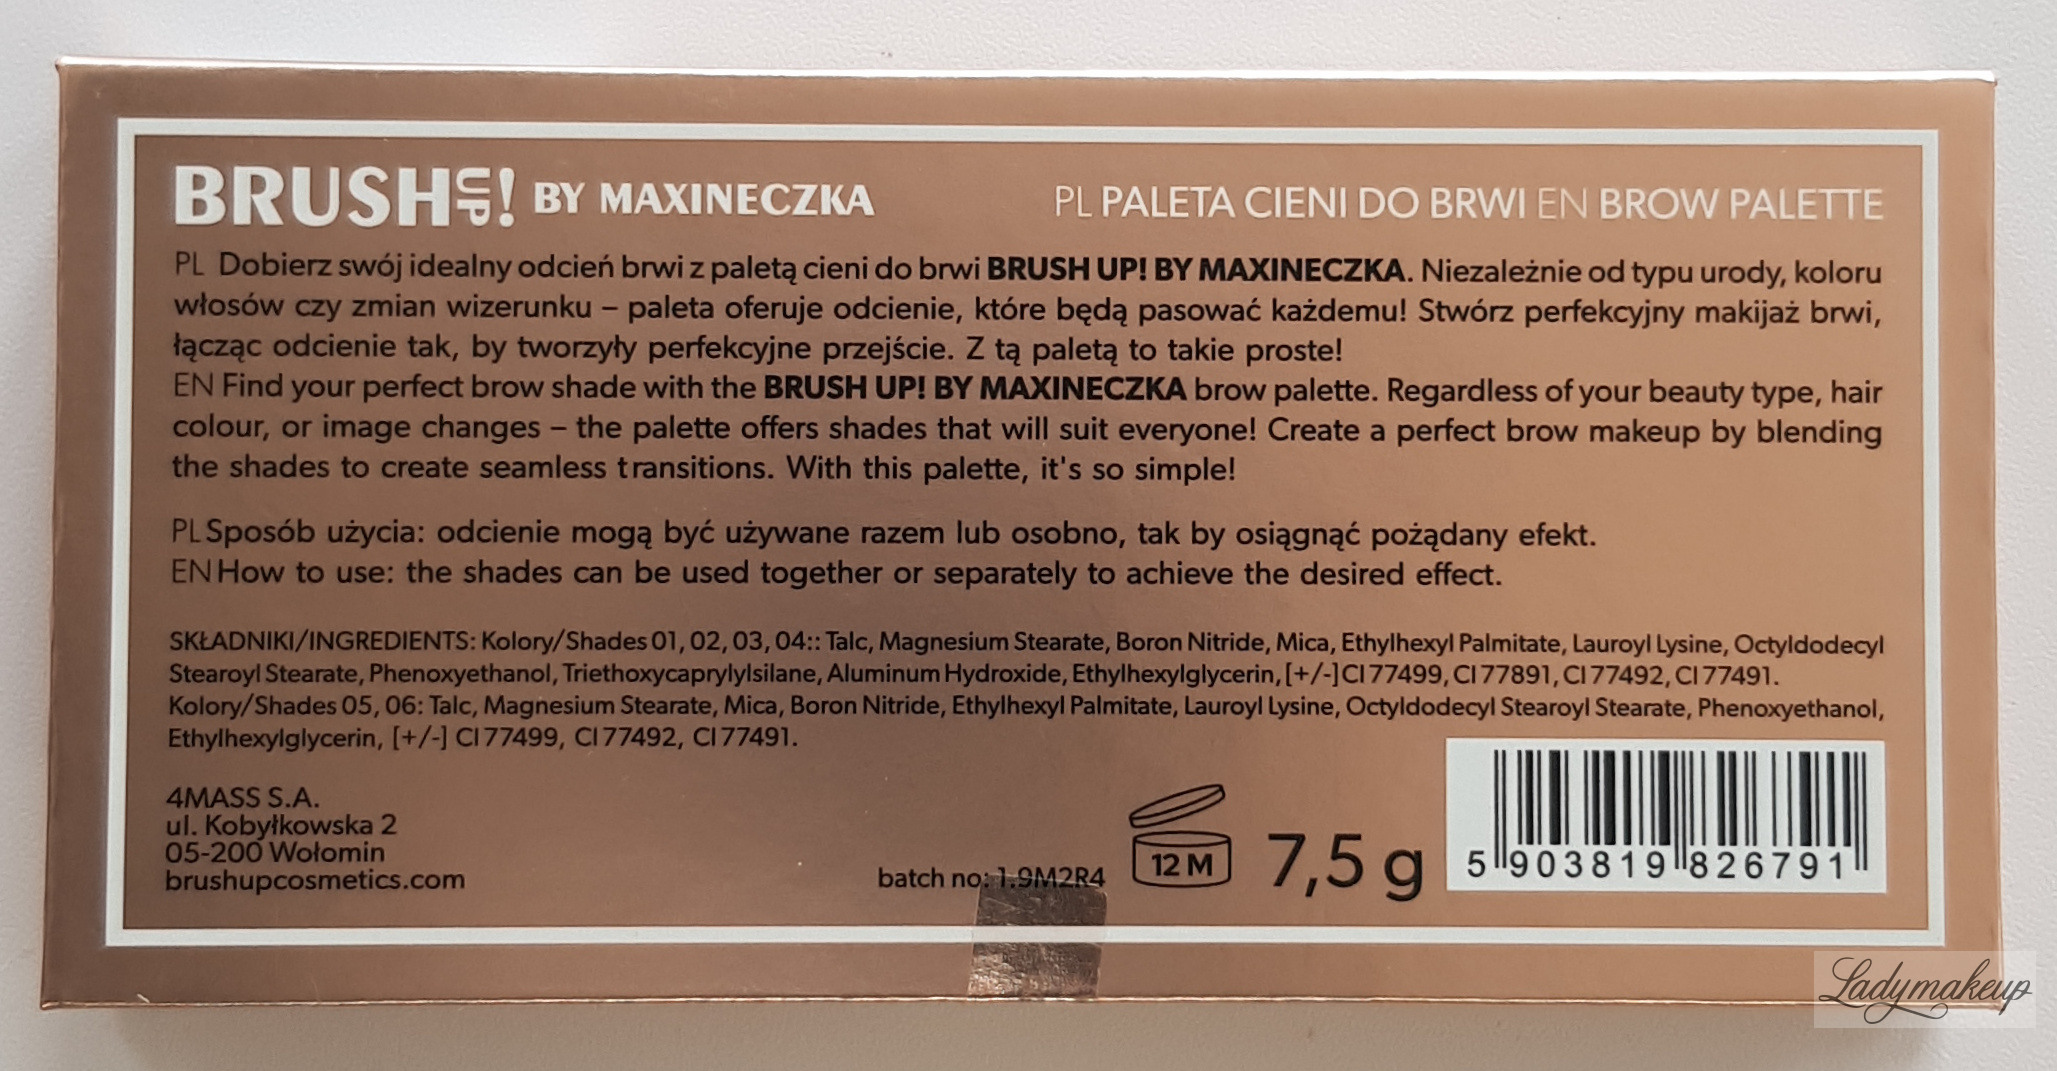 BRUSH UP! BY MAXINECZKA
PL PALETA CIENI DO BRWI EN BROW PALETTE
PL Dobierz swój idealny odcień brwi z paletą cieni do brwi BRUSH UP! BY MAXINECZKA. Niezależnie od typu urody, koloru
włosów czy zmian wizerunku – paleta oferuje odcienie, które będą pasować każdemu! Stwórz perfekcyjny makijaż brwi,
łącząc odcienie tak, by tworzyły perfekcyjne przejście. Z tą paletą to takie proste!
EN Find your perfect brow shade with the BRUSH UP! BY MAXINECZKA brow palette. Regardless of your beauty type, hair
colour, or image changes – the palette offers shades that will suit everyone! Create a perfect brow makeup by blending
the shades to create seamless transitions. With this palette, it's so simple!
PL Sposób użycia: odcienie mogą być używane razem lub osobno, tak by osiągnąć pożądany efekt.
EN How to use: the shades can be used together or separately to achieve the desired effect.
SKŁADNIKI/INGREDIENTS: Kolory/Shades 01, 02, 03, 04:: Talc, Magnesium Stearate, Boron Nitride, Mica, Ethylhexyl Palmitate, Lauroyl Lysine, Octyldodecyl
Stearoyl Stearate, Phenoxyethanol, Triethoxycaprylylsilane, Aluminum Hydroxide, Ethylhexylglycerin, [+/-] CI 77499, CI 77891, CI 77492, CI 77491.
Kolory/Shades 05, 06: Talc, Magnesium Stearate, Mica, Boron Nitride, Ethylhexyl Palmitate, Lauroyl Lysine, Octyldodecyl Stearoyl Stearate, Phenoxyethanol,
Ethylhexylglycerin, [+/-] CI 77499, CI 77492, CI 77491.
4MASS S.A.
ul. Kobyłkowska 2
05-200 Wołomin
brushupcosmetics.com
batch no: 1.9M2R4
12 M
7,5 g
5 903819 826791
Ladymakeup